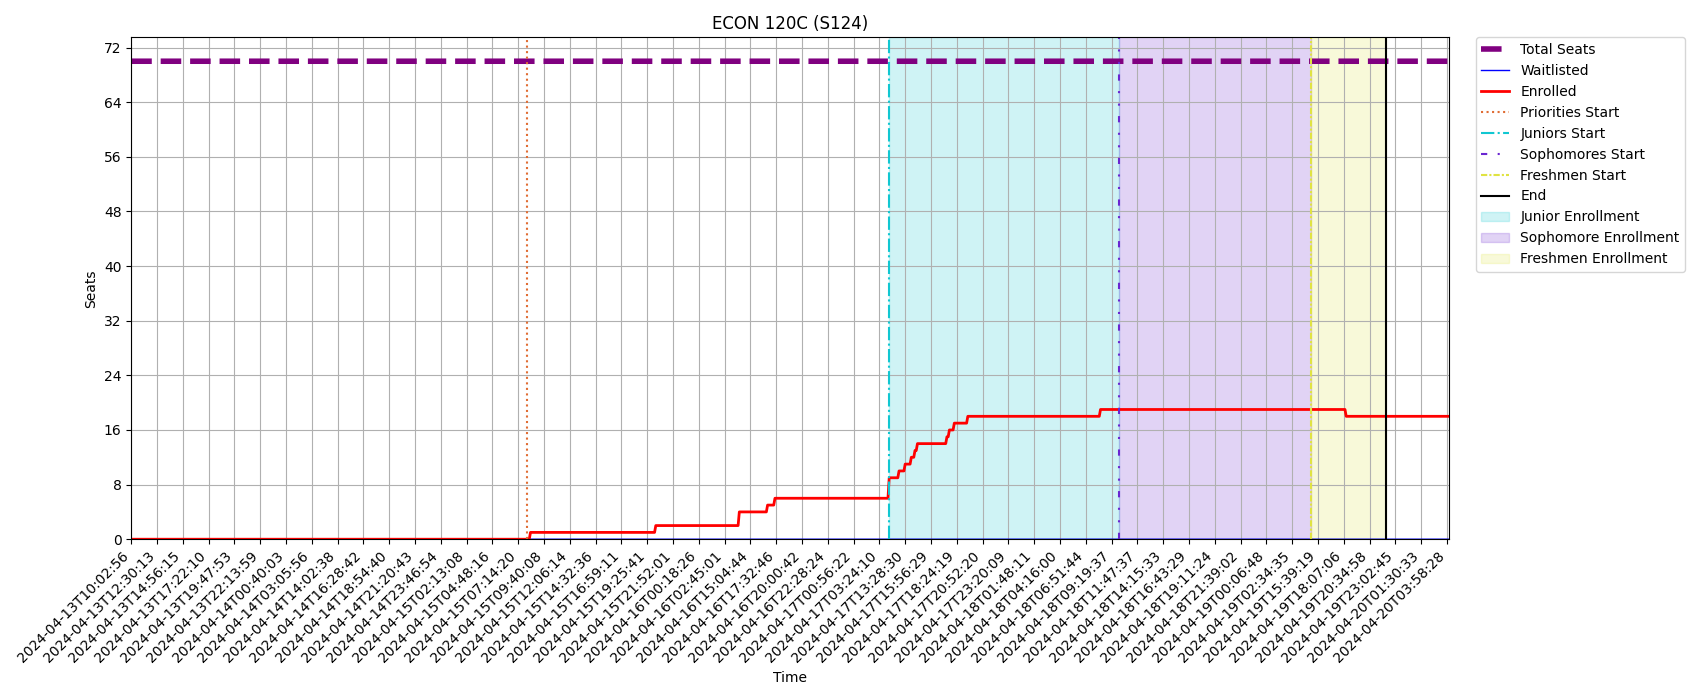 ECON 120C (S124)
72
64
56
48
40
32
24
16
8
0
Seats
2024-04-13T10:02:56
2024-04-13T12:30:13
2024-04-13T14:56:15
2024-04-13T17:22:10
2024-04-13T19:47:53
2024-04-13T22:13:59
2024-04-14T00:40:03
2024-04-14T03:05:56
2024-04-14T14:02:38
2024-04-14T16:28:42
2024-04-14T18:54:40
2024-04-14T21:20:43
2024-04-14T23:46:54
2024-04-15T02:13:08
2024-04-15T04:48:16
2024-04-15T07:14:20
2024-04-15T09:40:08
2024-04-15T12:06:14
2024-04-15T14:32:36
2024-04-15T16:59:11
2024-04-15T19:25:41
2024-04-15T21:52:01
2024-04-16T00:18:26
2024-04-16T02:45:01
2024-04-16T15:04:44
2024-04-16T17:32:46
2024-04-16T20:00:42
2024-04-16T22:28:24
2024-04-17T00:56:22
2024-04-17T03:24:10
2024-04-17T13:28:30
2024-04-17T15:56:29
2024-04-17T18:24:19
2024-04-17T20:52:20
2024-04-17T23:20:09
2024-04-18T01:48:11
2024-04-18T04:16:00
2024-04-18T06:51:44
2024-04-18T09:19:37
2024-04-18T11:47:37
2024-04-18T14:15:33
2024-04-18T16:43:29
2024-04-18T19:11:24
2024-04-18T21:39:02
2024-04-19T00:06:48
2024-04-19T02:34:35
2024-04-19T15:39:19
2024-04-19T18:07:06
2024-04-19T20:34:58
2024-04-19T23:02:45
2024-04-20T01:30:33
2024-04-20T03:58:28
Time
Total Seats
Waitlisted
Enrolled
Priorities Start
Juniors Start
Sophomores Start
Freshmen Start
End
Junior Enrollment
Sophomore Enrollment
Freshmen Enrollment